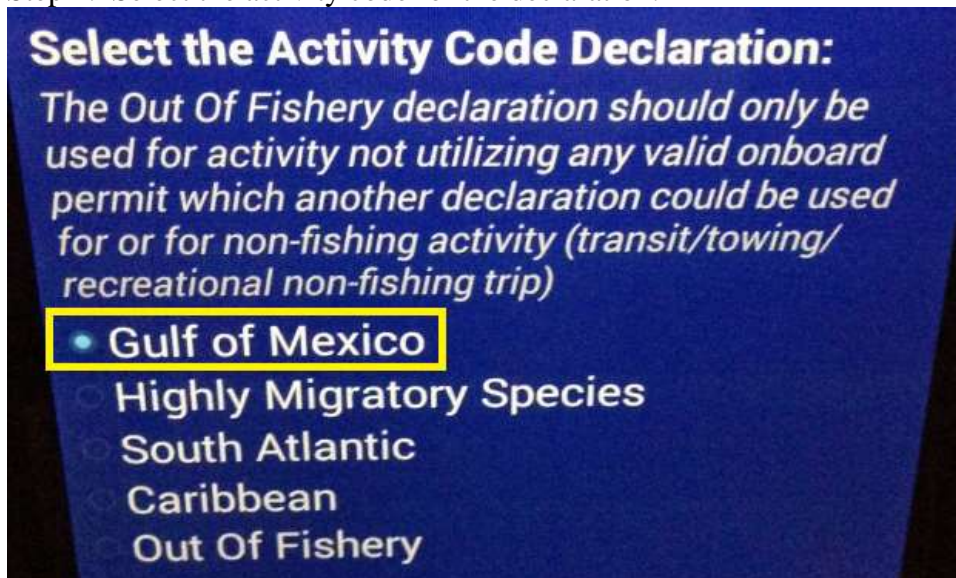 Select the Activity Code Declaration:
The Out Of Fishery declaration should only be
used for activity not utilizing any valid onboard
permit which another declaration could be used
for or for non-fishing activity (transit/towing/
recreational non-fishing trip)
Gulf of Mexico
Highly Migratory Species
South Atlantic
Caribbean
Out Of Fishery